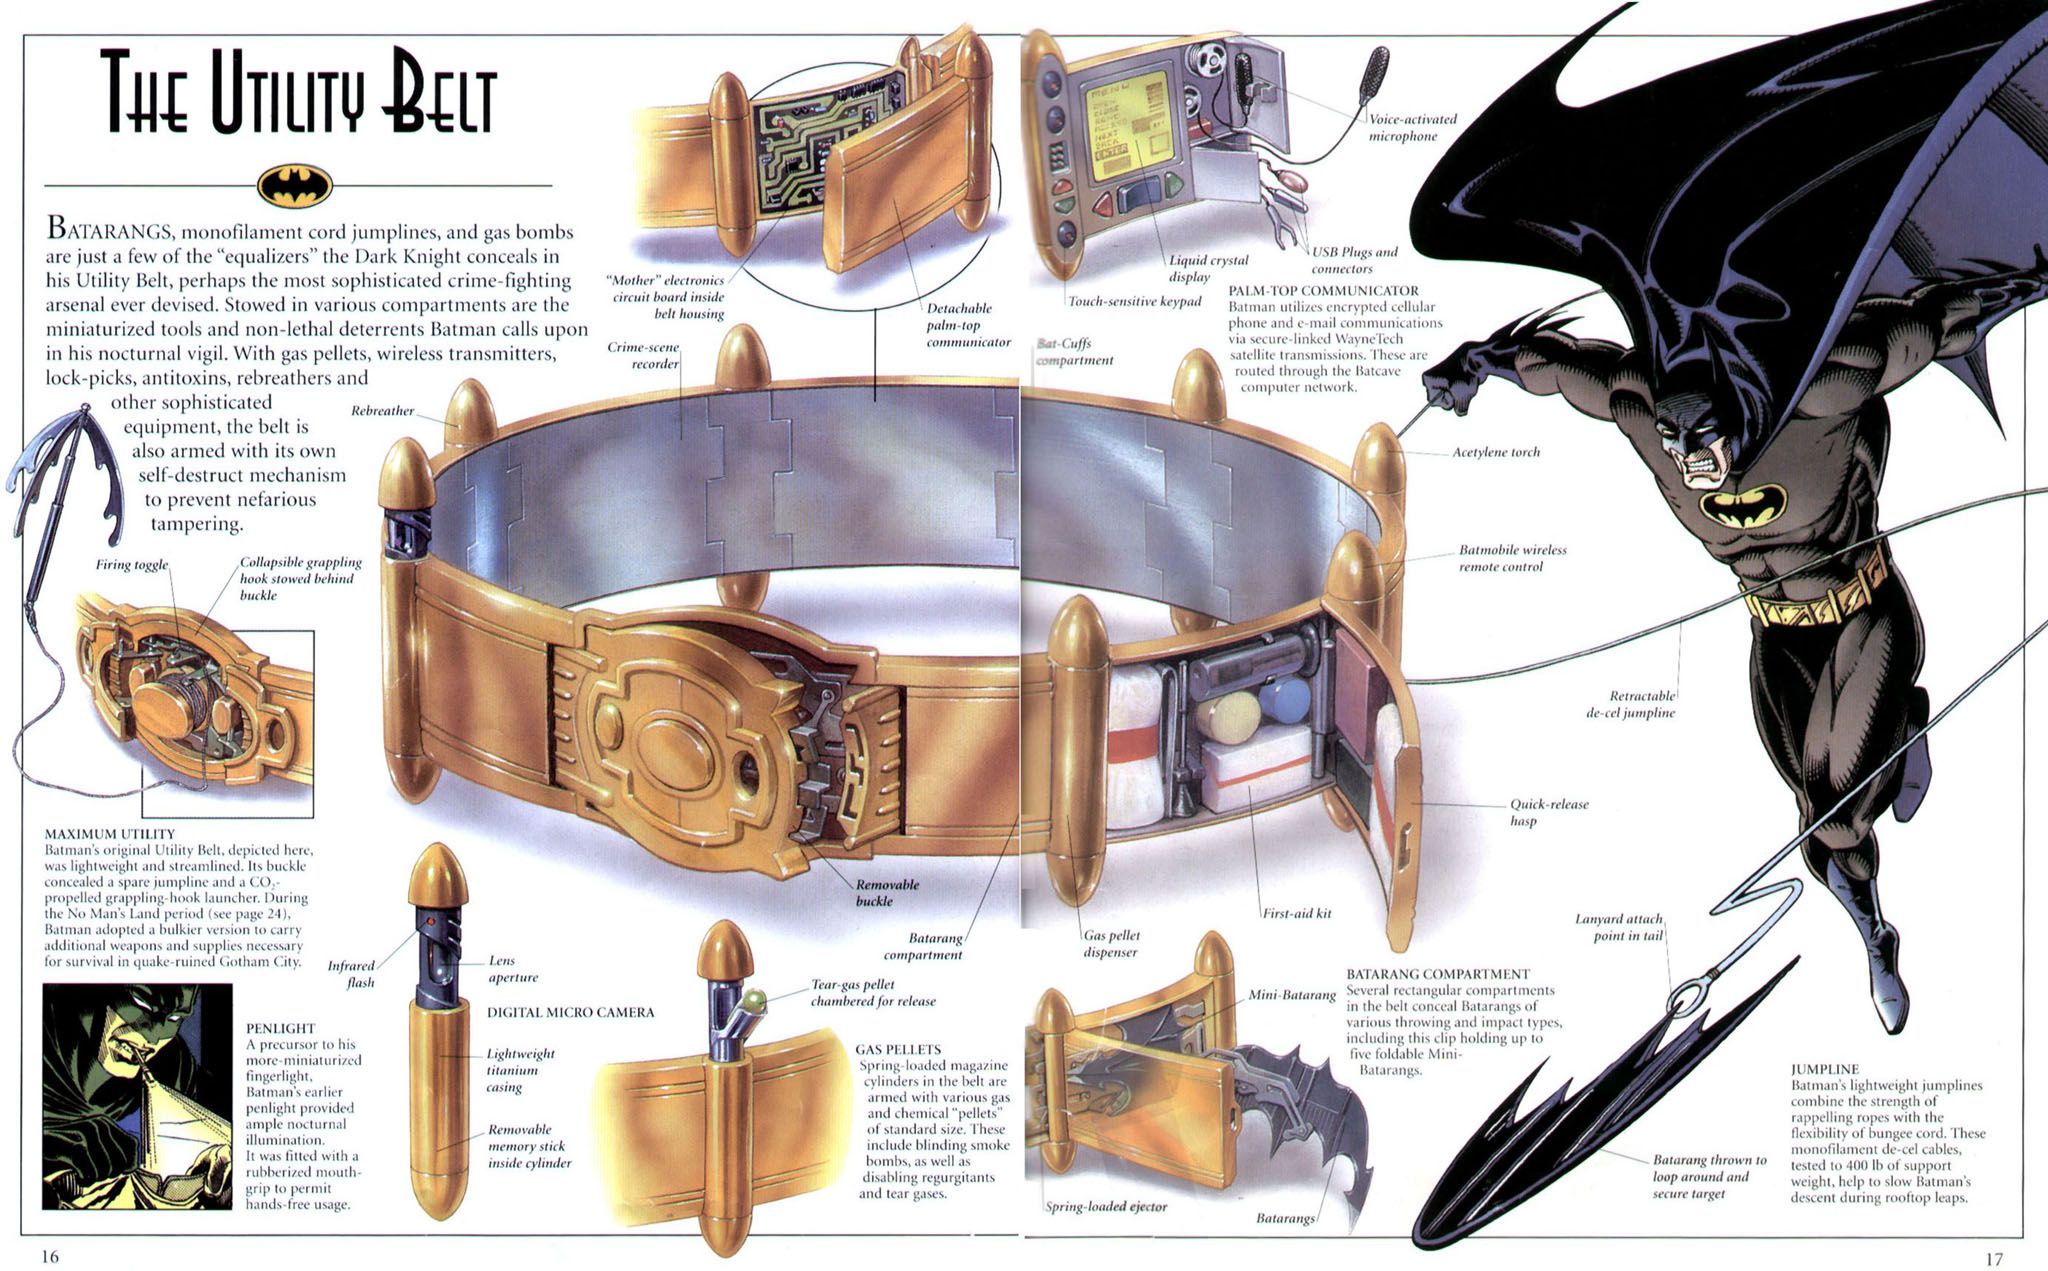 THE UTILITY BELT
BATARANGS, monofilament cord jumplines, and gas bombs
are just a few of the “equalizers” the Dark Knight conceals in
his Utility Belt, perhaps the most sophisticated crime-fighting
arsenal ever devised. Stowed in various compartments are the
miniaturized tools and non-lethal deterrents Batman calls upon
in his nocturnal vigil. With gas pellets, wireless transmitters,
lock-picks, antitoxins, rebreathers and
other sophisticated
equipment, the belt is
also armed with its own
self-destruct mechanism
to prevent nefarious
tampering.
Firing toggle
Collapsible grappling
hook stowed behind
buckle
MAXIMUM UTILITY
Batman's original Utility Belt, depicted here,
was lightweight and streamlined. Its buckle
concealed a spare jumpline and a CO₂-
propelled grappling-hook launcher. During
the No Man's Land period (see page 24),
Batman adopted a bulkier version to carry
additional weapons and supplies necessary
for survival in quake-ruined Gotham City.
PENLIGHT
A precursor to his
more-miniaturized
fingerlight,
Batman's earlier
penlight provided
ample nocturnal
illumination.
It was fitted with a
rubberized mouth-
grip to permit
hands-free usage.
“Mother” electronics
circuit board inside
belt housing
Detachable
palm-top
communicator
Crime-scene
recorder
Rebreather
Removable
buckle
Batarang
compartment
Infrared
flash
Lens
aperture
DIGITAL MICRO CAMERA
Lightweight
titanium
casing
Removable
memory stick
inside cylinder
Tear-gas pellet
chambered for release
GAS PELLETS
Spring-loaded magazine
cylinders in the belt are
armed with various gas
and chemical “pellets”
of standard size. These
include blinding smoke
bombs, as well as
disabling regurgitants
and tear gases.
16
MENU
OPEN
NEXT
BACK
ENTER
Voice-activated
microphone
USB Plugs and
connectors
Liquid crystal
display
Touch-sensitive keypad
PALM-TOP COMMUNICATOR
Batman utilizes encrypted cellular
phone and e-mail communications
via secure-linked WayneTech
satellite transmissions. These are
routed through the Batcave
computer network.
Bat-Cuffs
compartment
Acetylene torch
Batmobile wireless
remote control
Retractable
de-cel jumpline
Quick-release
hasp
First-aid kit
Gas pellet
dispenser
Lanyard attach
point in tail
Mini-Batarang
BATARANG COMPARTMENT
Several rectangular compartments
in the belt conceal Batarangs of
various throwing and impact types,
including this clip holding up to
five foldable Mini-
Batarangs.
Spring-loaded ejector
Batarangs
Batarang thrown to
loop around and
secure target
JUMPLINE
Batman's lightweight jumplines
combine the strength of
rappelling ropes with the
flexibility of bungee cord. These
monofilament de-cel cables,
tested to 400 lb of support
weight, help to slow Batman's
descent during rooftop leaps.
17